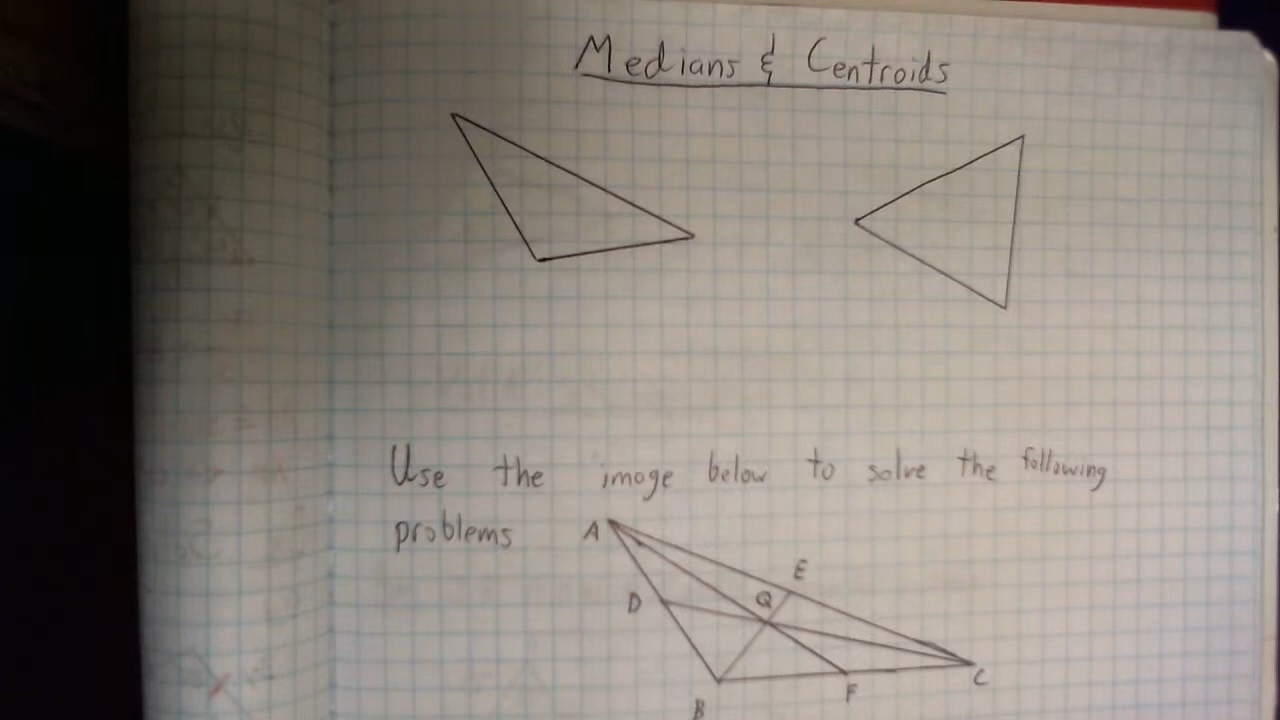 Medians & Centroids
Use the image below to solve the following
problems
A
E
D
Q
B
F
C